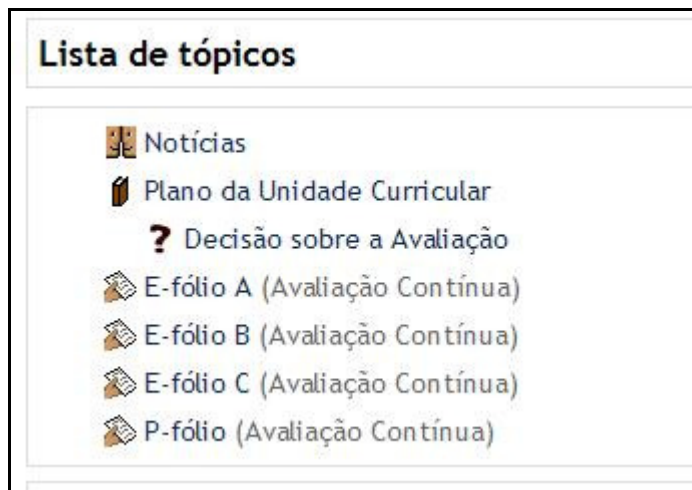 Lista de tópicos
Notícias
Plano da Unidade Curricular
Decisão sobre a Avaliação
E-fólio A (Avaliação Contínua)
E-fólio B (Avaliação Contínua)
E-fólio C (Avaliação Contínua)
P-fólio (Avaliação Contínua)